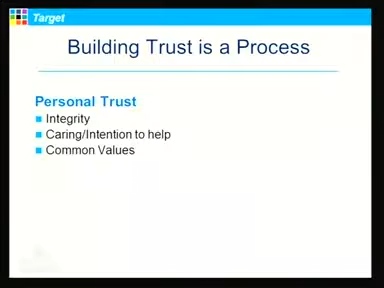 Target
Building Trust is a Process
Personal Trust
Integrity
Caring/Intention to help
Common Values